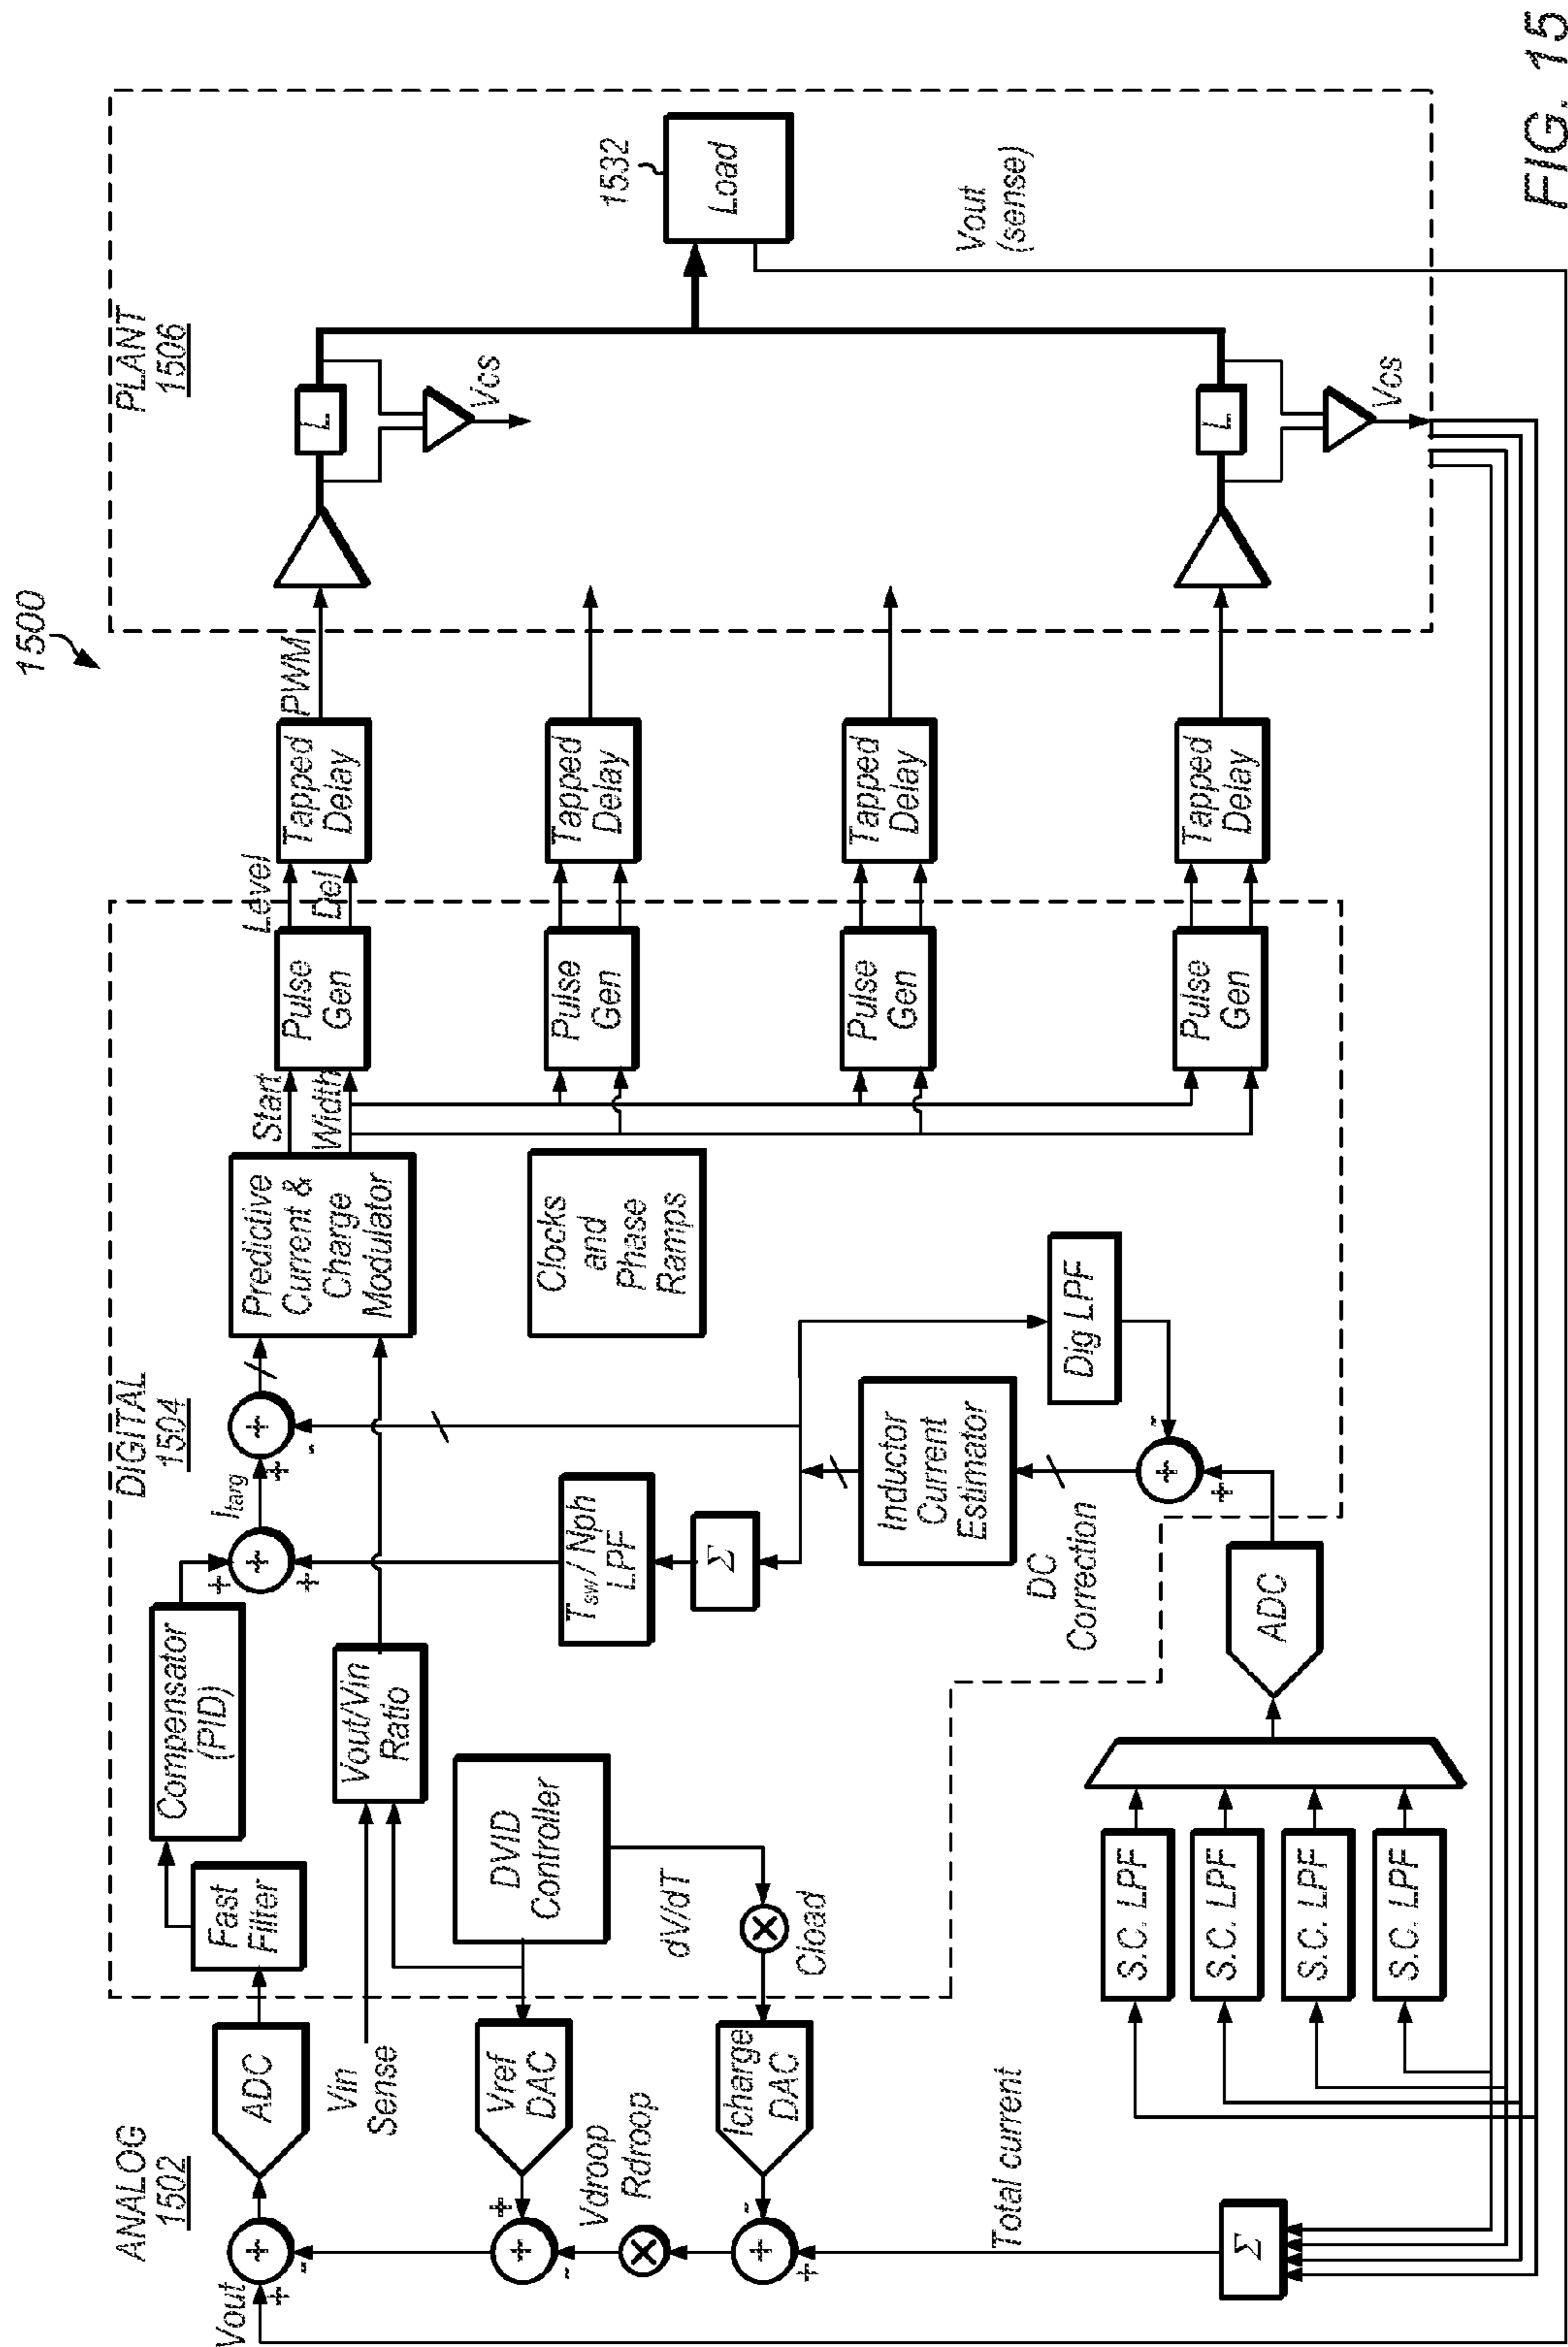 1500
ANALOG
1502
DIGITAL
1504
PLANT
1506
Vout
+
-
+
ADC
Fast
Filter
Compensator
(PID)
+
+
+
Itarg
+
-
+
Predictive
Current &
Charge
Modulator
Start
Width
Pulse
Gen
Level
Del
Tapped
Delay
PWM
L
Vcs
Vin
Sense
Vout/Vin
Ratio
Vref
DAC
+
-
+
DVID
Controller
Clocks
and
Phase
Ramps
Pulse
Gen
Tapped
Delay
Vdroop
Rdroop
Tsw/Nph
LPF
Σ
dV/dT
Cload
Icharge
DAC
-
+
+
Inductor
Current
Estimator
Dig LPF
Pulse
Gen
Tapped
Delay
1532
Load
Vout
(sense)
Total current
DC
Correction
-
+
+
S.C. LPF
S.C. LPF
S.C. LPF
S.C. LPF
ADC
Pulse
Gen
Tapped
Delay
L
Vcs
Σ
FIG. 15